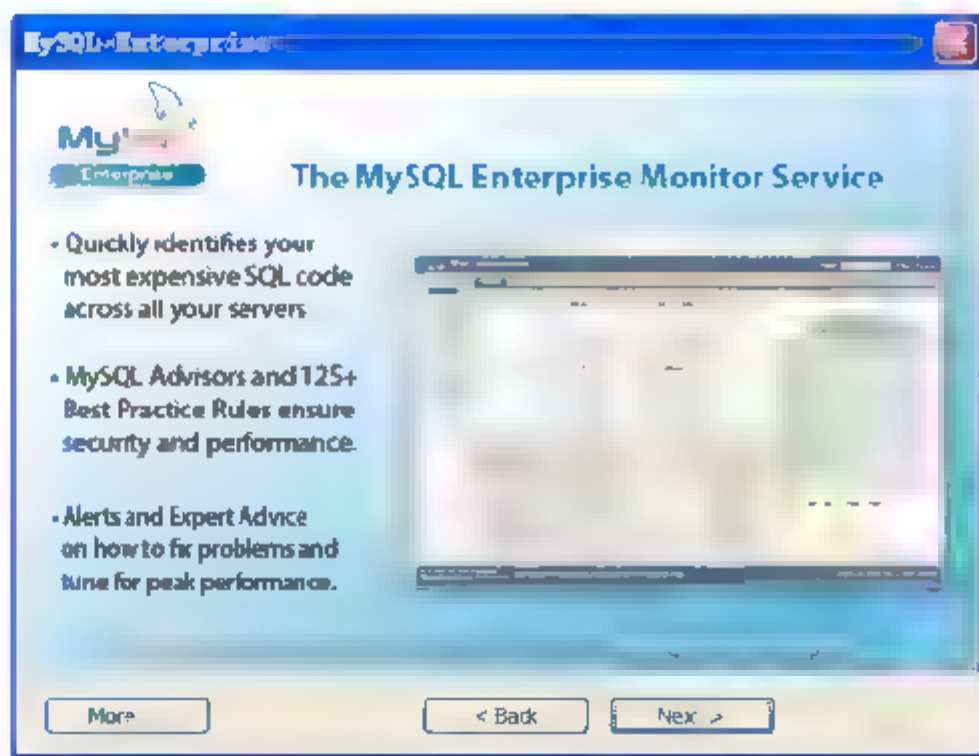 MySQL Enterprise
My
Enterprise
The MySQL Enterprise Monitor Service
- Quickly identifies your
most expensive SQL code
across all your servers
- MySQL Advisors and 125+
Best Practice Rules ensure
security and performance.
- Alerts and Expert Advice
on how to fix problems and
tune for peak performance.
More
< Back
Next >